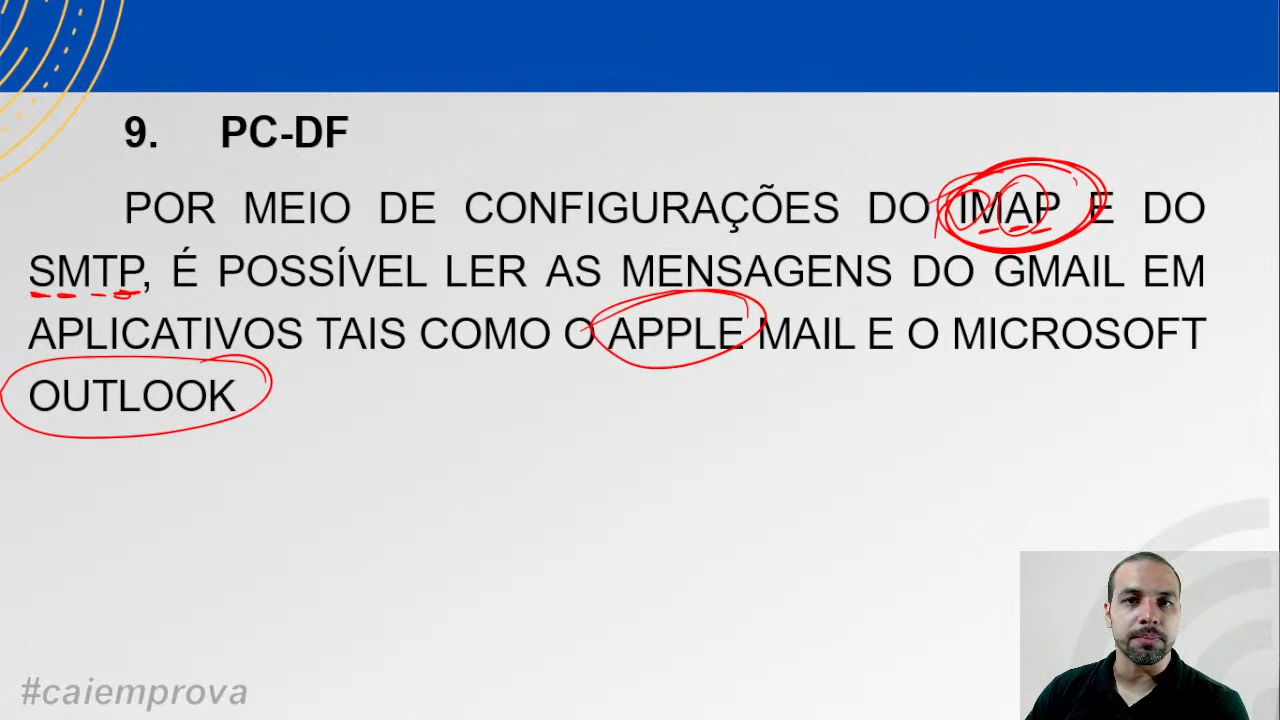 9. PC-DF
POR MEIO DE CONFIGURAÇÕES DO IMAP E DO
SMTP, É POSSÍVEL LER AS MENSAGENS DO GMAIL EM
APLICATIVOS TAIS COMO O APPLE MAIL E O MICROSOFT
OUTLOOK
#caiemprova